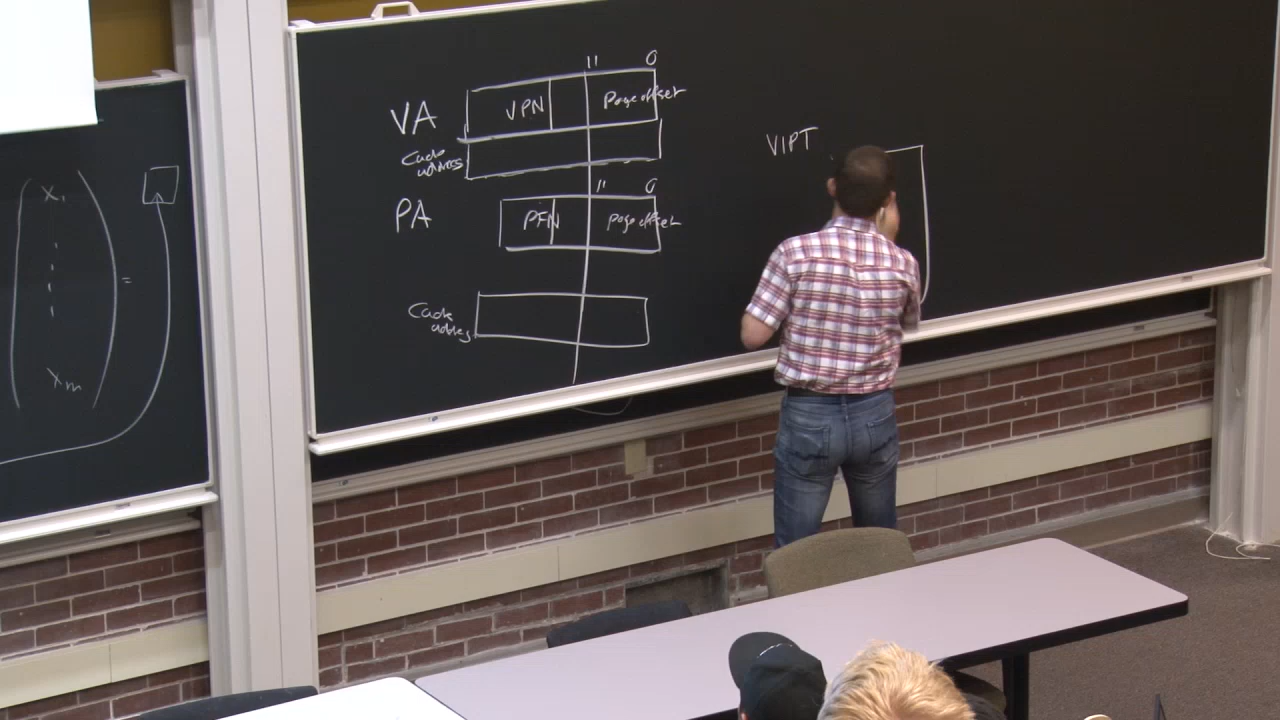 11 0
VA VPN Page offset
Cache address
11 0
PA PFN Page offset
Cache address
VIPT
X1
=
Xm